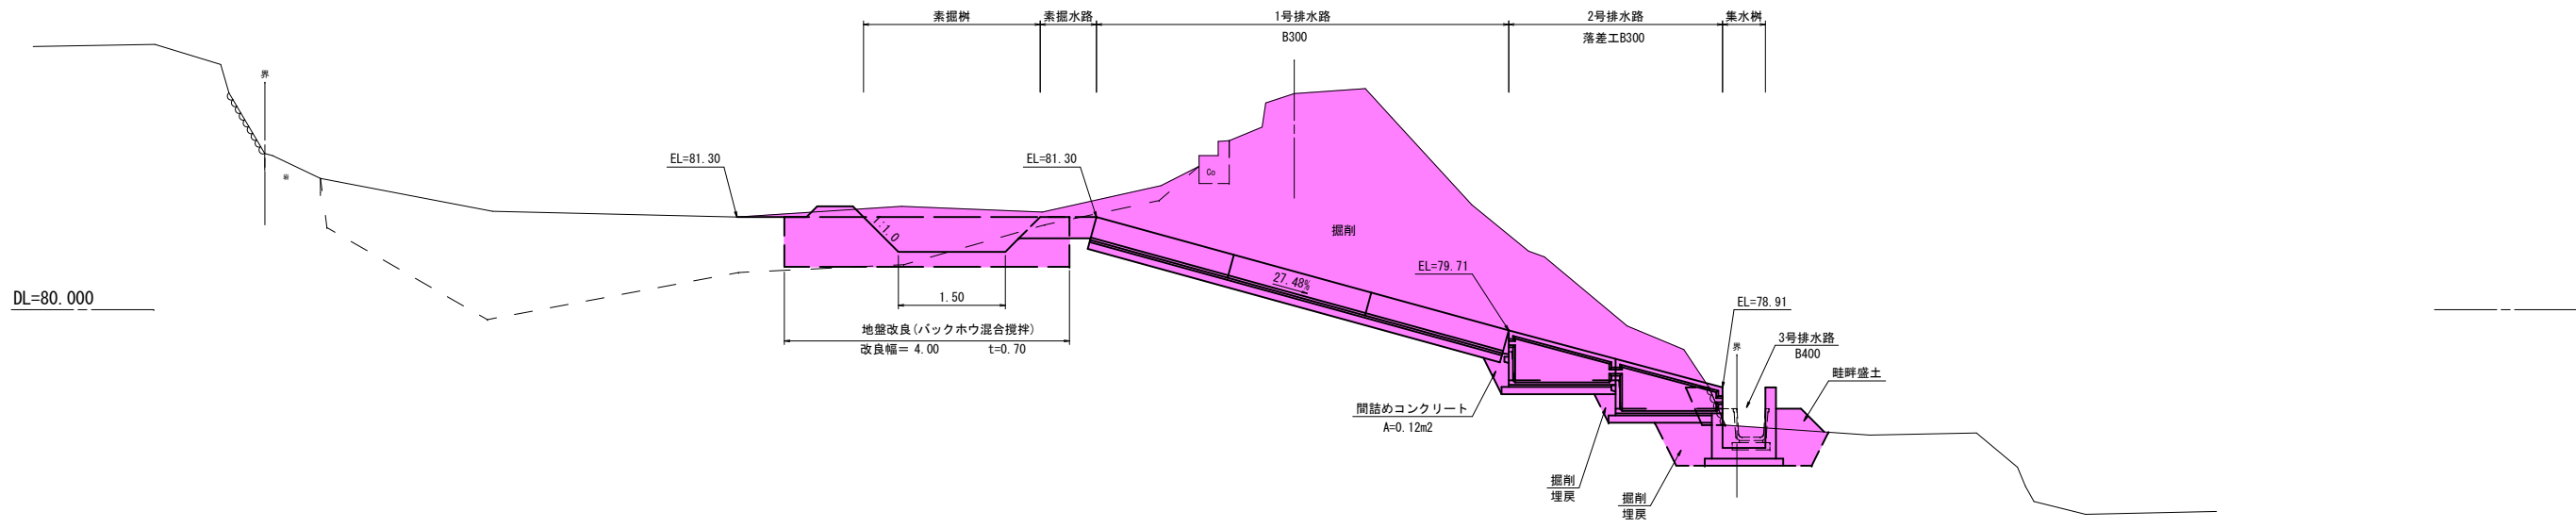 素掘桝
素掘水路
1号排水路
2号排水路
集水桝
B300
落差工B300
界
EL=81.30
EL=81.30
Co
1:1.0
掘削
EL=79.71
27.48%
DL=80.000
1.50
EL=78.91
地盤改良(バックホウ混合撹拌)
改良幅= 4.00 t=0.70
3号排水路
B400
界
畦畔盛土
間詰めコンクリート
A=0.12m2
掘削
埋戻
掘削
埋戻